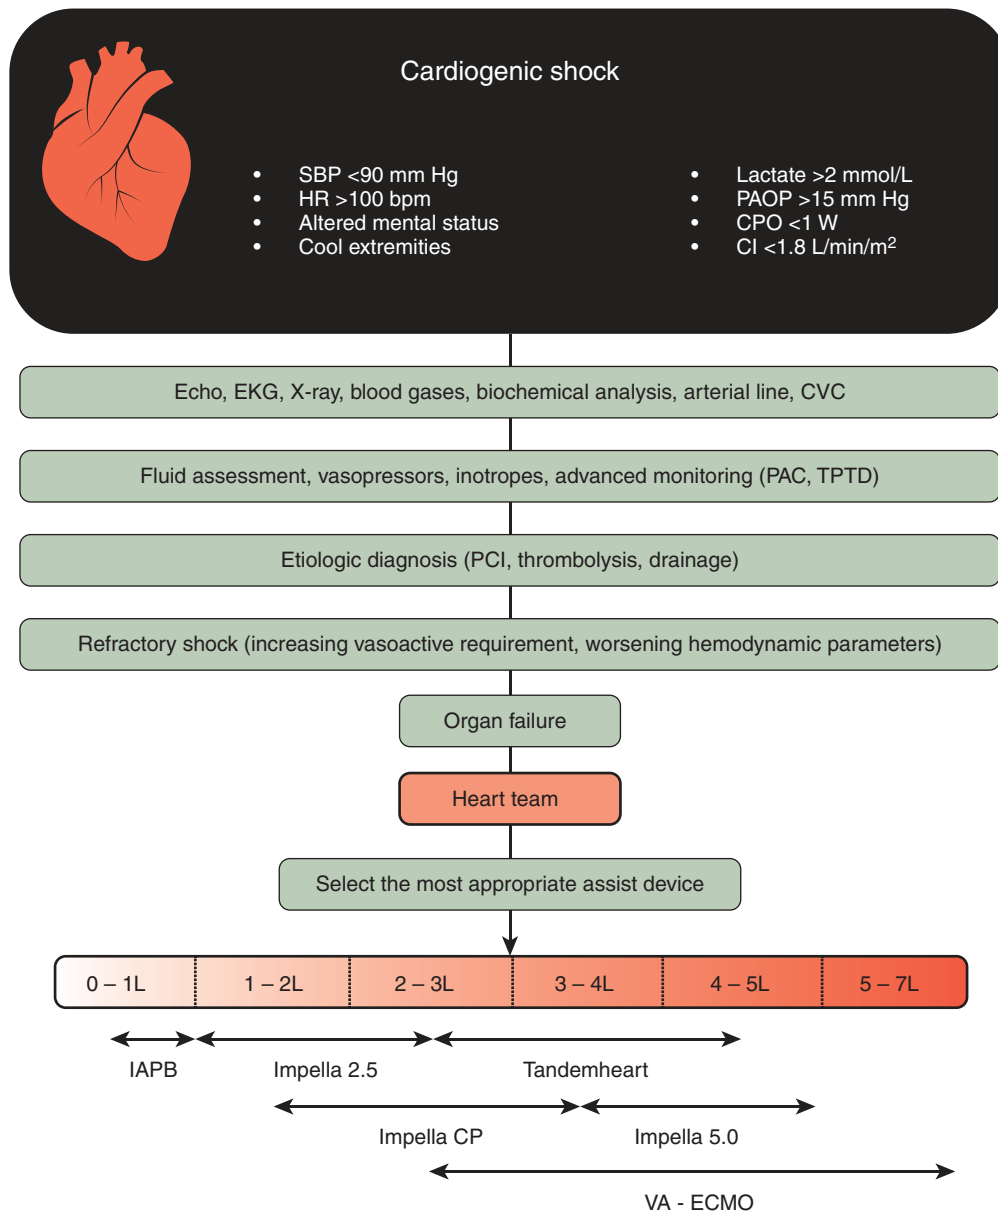 Cardiogenic shock
• SBP <90 mm Hg
• HR >100 bpm
• Altered mental status
• Cool extremities
• Lactate >2 mmol/L
• PAOP >15 mm Hg
• CPO <1 W
• CI <1.8 L/min/m²
Echo, EKG, X-ray, blood gases, biochemical analysis, arterial line, CVC
Fluid assessment, vasopressors, inotropes, advanced monitoring (PAC, TPTD)
Etiologic diagnosis (PCI, thrombolysis, drainage)
Refractory shock (increasing vasoactive requirement, worsening hemodynamic parameters)
Organ failure
Heart team
Select the most appropriate assist device
0 – 1L 1 – 2L 2 – 3L 3 – 4L 4 – 5L 5 – 7L
IAPB Impella 2.5 Tandemheart
Impella CP Impella 5.0
VA - ECMO